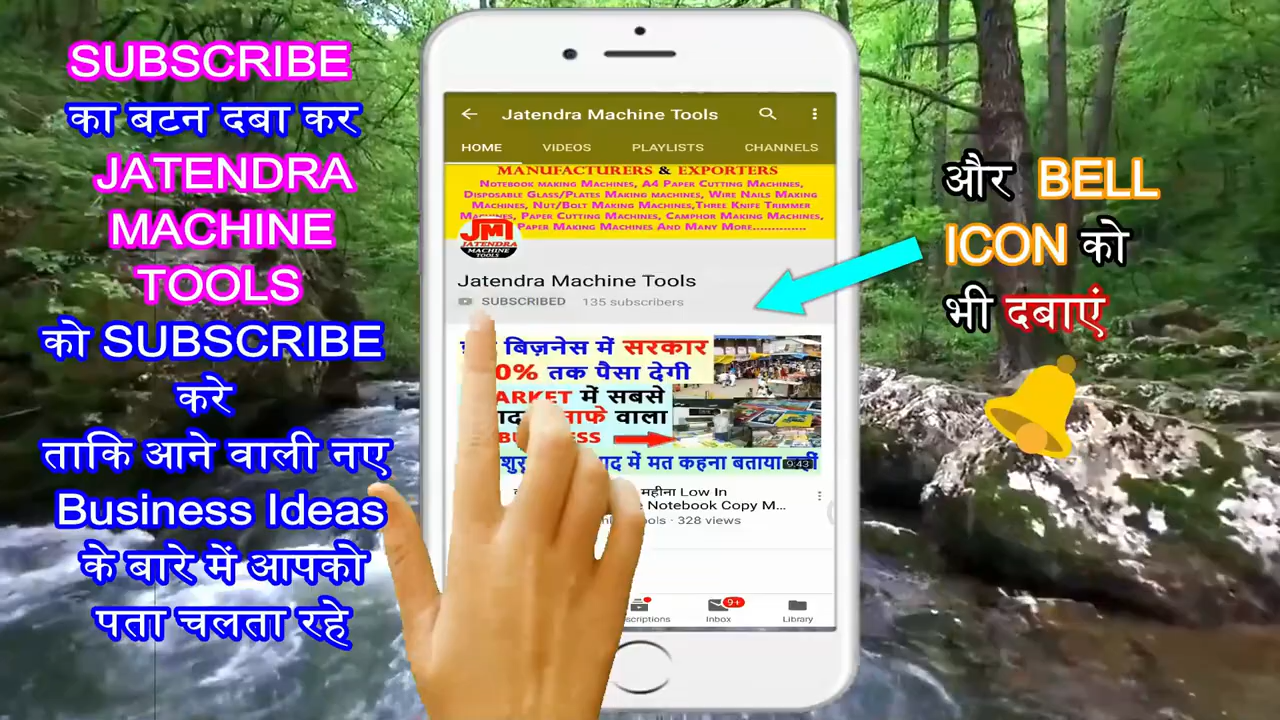 SUBSCRIBE
का बटन दबा कर
JATENDRA
MACHINE
TOOLS
को SUBSCRIBE
करे
ताकि आने वाली नए
Business Ideas
के बारे में आपको
पता चलता रहे
Jatendra Machine Tools
HOME VIDEOS PLAYLISTS CHANNELS
MANUFACTURERS & EXPORTERS
NOTEBOOK MAKING MACHINES, A4 PAPER CUTTING MACHINES,
DISPOSABLE GLASS/PLATES MAKING MACHINES, WIRE NAILS MAKING
MACHINES, NUT/BOLT MAKING MACHINES,THREE KNIFE TRIMMER
PAPER CUTTING MACHINES, CAMPHOR MAKING MACHINES,
PAPER MAKING MACHINES AND MANY MORE..............
JMT
JATENDRA
MACHINE
TOOLS
Jatendra Machine Tools
SUBSCRIBED 135 subscribers
बिज़नेस में सरकार
0% तक पैसा देगी
में सबसे
वाला
में मत कहना बताया नहीं
9:43
महीना Low In
Notebook Copy M...
328 views
9+
Inbox Library
और BELL
ICON को
भी दबाएं